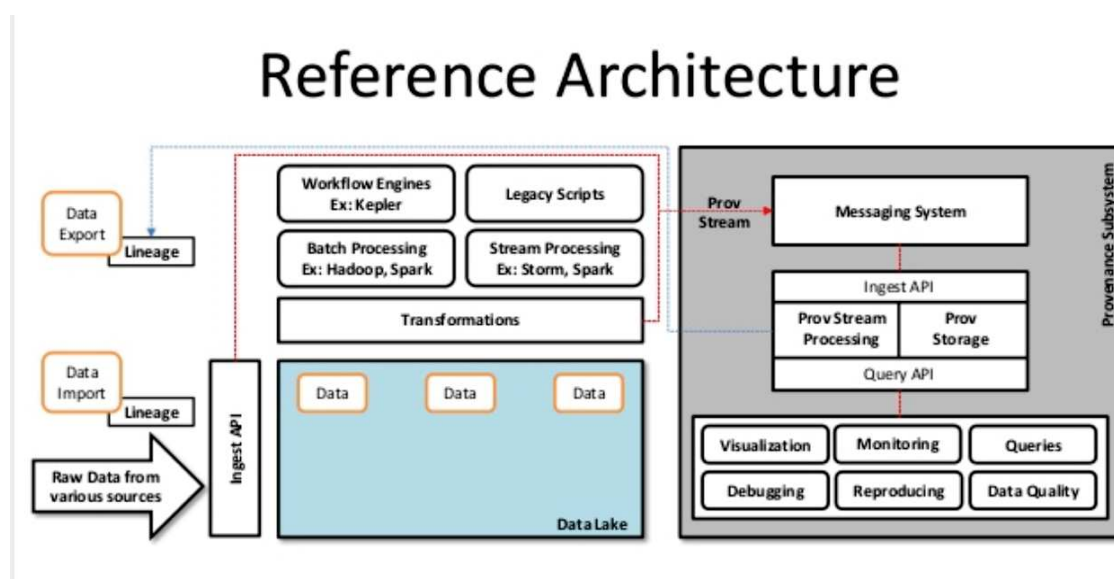 Reference Architecture
Data
Export
Lineage
Workflow Engines
Ex: Kepler
Legacy Scripts
Batch Processing
Ex: Hadoop, Spark
Stream Processing
Ex: Storm, Spark
Transformations
Data
Import
Lineage
Raw Data from
various sources
Ingest API
Data
Data
Data
Data Lake
Prov
Stream
Messaging System
Provenance Subsystem
Ingest API
Prov Stream
Processing
Prov
Storage
Query API
Visualization
Monitoring
Queries
Debugging
Reproducing
Data Quality